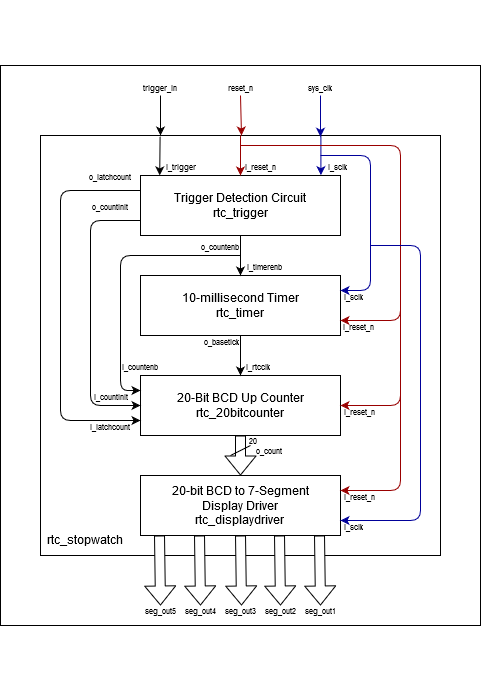 trigger_in
reset_n
sys_clk
i_trigger
i_reset_n
i_sclk
o_latchcount
Trigger Detection Circuit
rtc_trigger
o_countinit
o_countenb
i_timerenb
10-millisecond Timer
rtc_timer
i_sclk
i_reset_n
o_basetick
i_countenb
i_rtcclk
20-Bit BCD Up Counter
rtc_20bitcounter
i_countinit
i_reset_n
i_latchcount
20
o_count
20-bit BCD to 7-Segment
Display Driver
rtc_displaydriver
i_reset_n
i_sclk
rtc_stopwatch
seg_out5
seg_out4
seg_out3
seg_out2
seg_out1